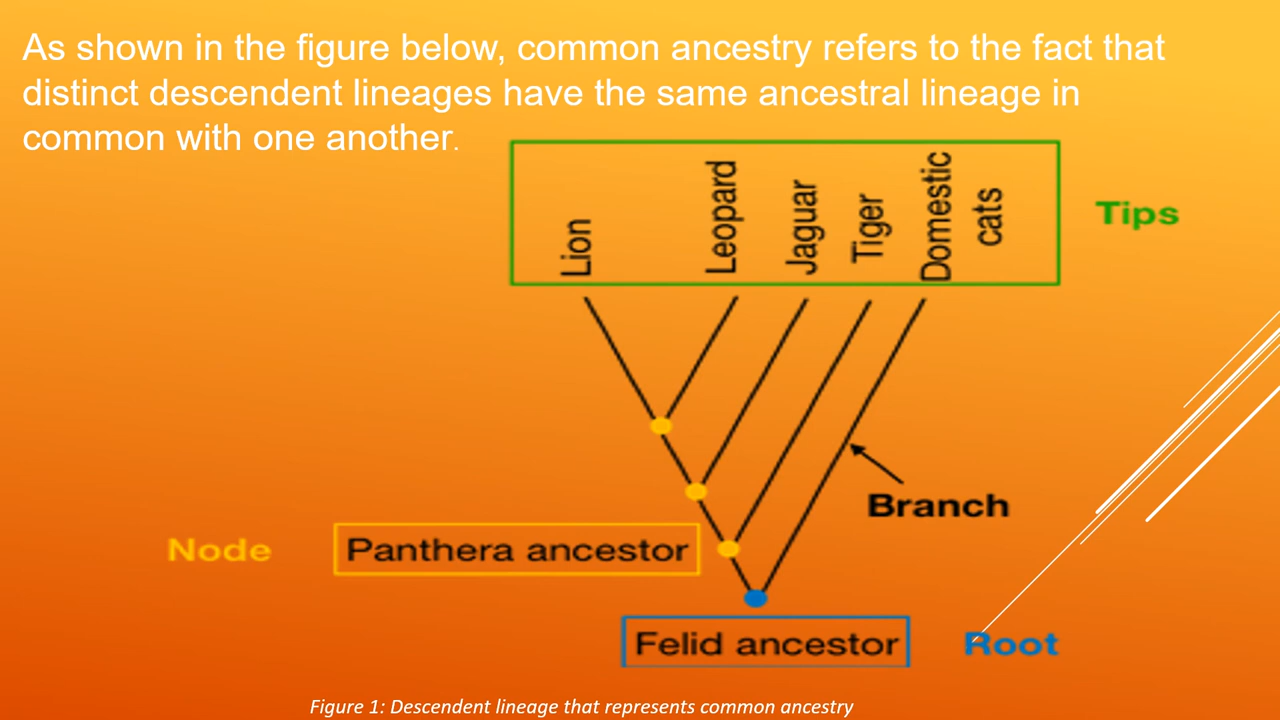 As shown in the figure below, common ancestry refers to the fact that
distinct descendent lineages have the same ancestral lineage in
common with one another.
Lion
Leopard
Jaguar
Tiger
Domestic
cats
Tips
Branch
Node
Panthera ancestor
Felid ancestor
Root
Figure 1: Descendent lineage that represents common ancestry